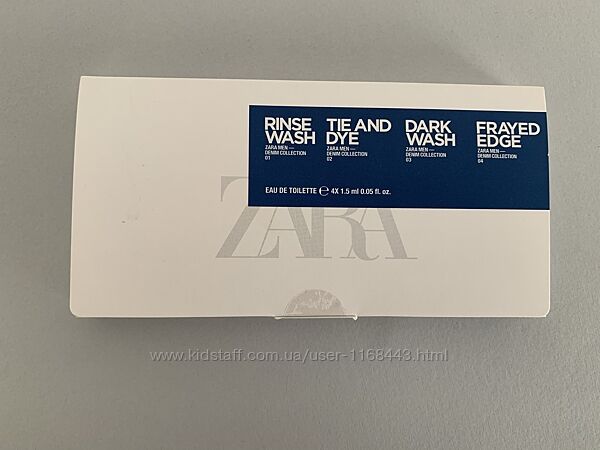 RINSE WASH
ZARA MEN —
DENIM COLLECTION
01
TIE AND DYE
ZARA MEN —
DENIM COLLECTION
02
DARK WASH
ZARA MEN —
DENIM COLLECTION
03
FRAYED EDGE
ZARA MEN —
DENIM COLLECTION
04
EAU DE TOILETTE ℮ 4X 1.5 ml 0.05 fl. oz.
ZARA
www.kidstaff.com.ua/user-1168443.html